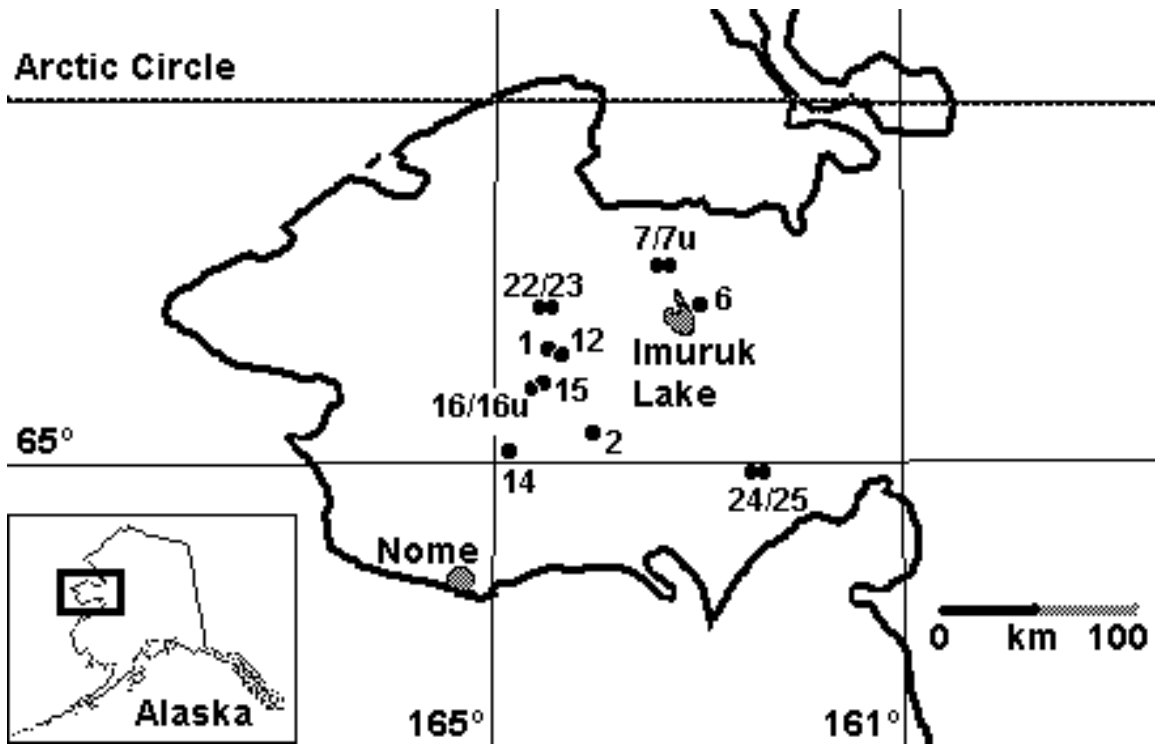 Arctic Circle
7/7u
22/23
6
1
12
Imuruk
Lake
15
16/16u
65°
2
14
24/25
Nome
0 km 100
Alaska
165°
161°